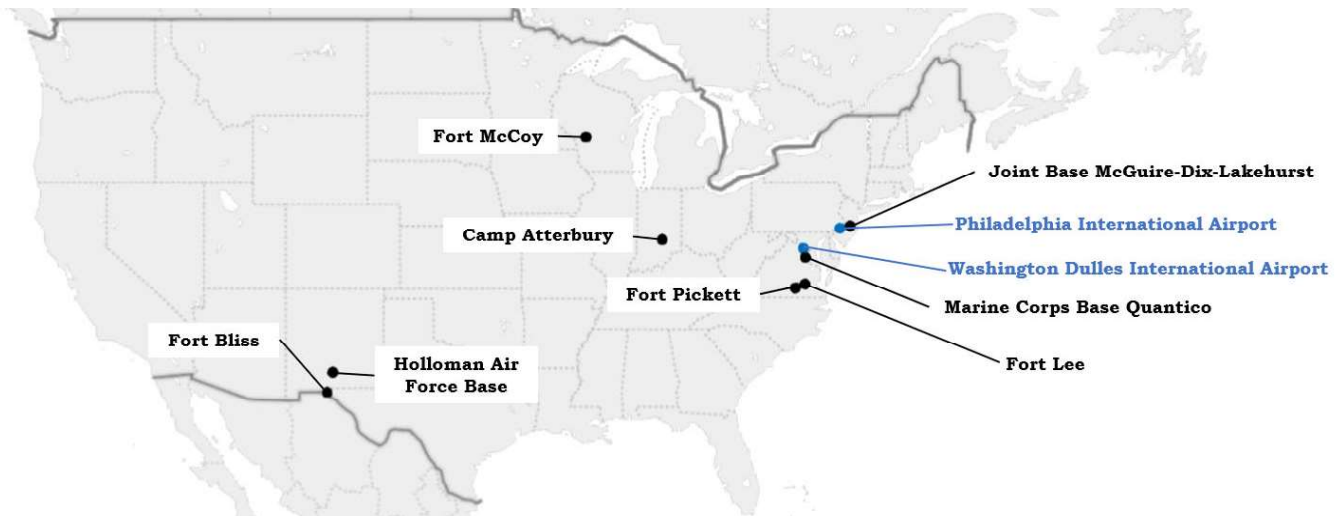 Fort McCoy
Joint Base McGuire-Dix-Lakehurst
Philadelphia International Airport
Camp Atterbury
Washington Dulles International Airport
Fort Pickett
Marine Corps Base Quantico
Fort Bliss
Holloman Air
Force Base
Fort Lee